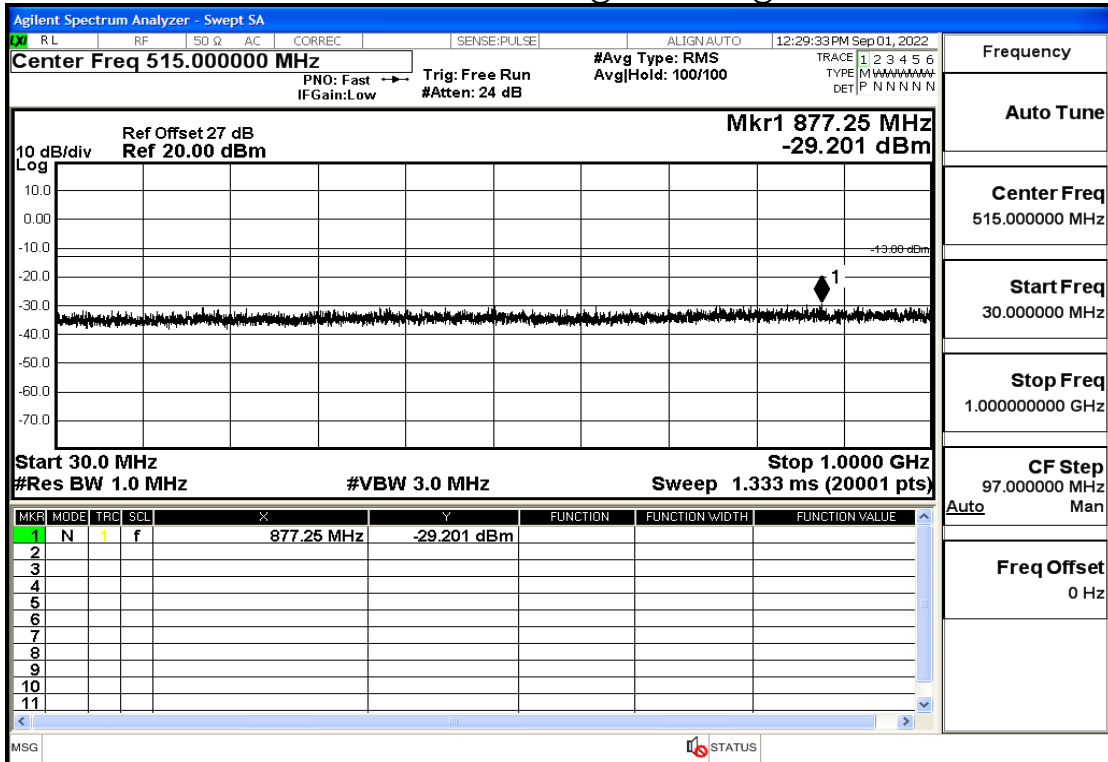 Agilent Spectrum Analyzer - Swept SA
LXI RL RF 50 Ω AC CORREC SENSE:PULSE ALIGN AUTO 12:29:33 PM Sep 01, 2022
Center Freq 515.000000 MHz
PNO: Fast
IFGain:Low
Trig: Free Run
#Atten: 24 dB
#Avg Type: RMS
Avg|Hold: 100/100
TRACE 1 2 3 4 5 6
TYPE M WWWWW
DET P N N N N N
Ref Offset 27 dB
Ref 20.00 dBm
10 dB/div
Log
Mkr1 877.25 MHz
-29.201 dBm
10.0
0.00
-10.0
-13.00 dBm
-20.0
1
-30.0
-40.0
-50.0
-60.0
-70.0
Start 30.0 MHz
Stop 1.0000 GHz
#Res BW 1.0 MHz
#VBW 3.0 MHz
Sweep 1.333 ms (20001 pts)
MKR MODE TRC SCL X Y FUNCTION FUNCTION WIDTH FUNCTION VALUE
1 N 1 f 877.25 MHz -29.201 dBm
2
3
4
5
6
7
8
9
10
11
MSG
STATUS
Frequency
Auto Tune
Center Freq
515.000000 MHz
Start Freq
30.000000 MHz
Stop Freq
1.000000000 GHz
CF Step
97.000000 MHz
Auto Man
Freq Offset
0 Hz